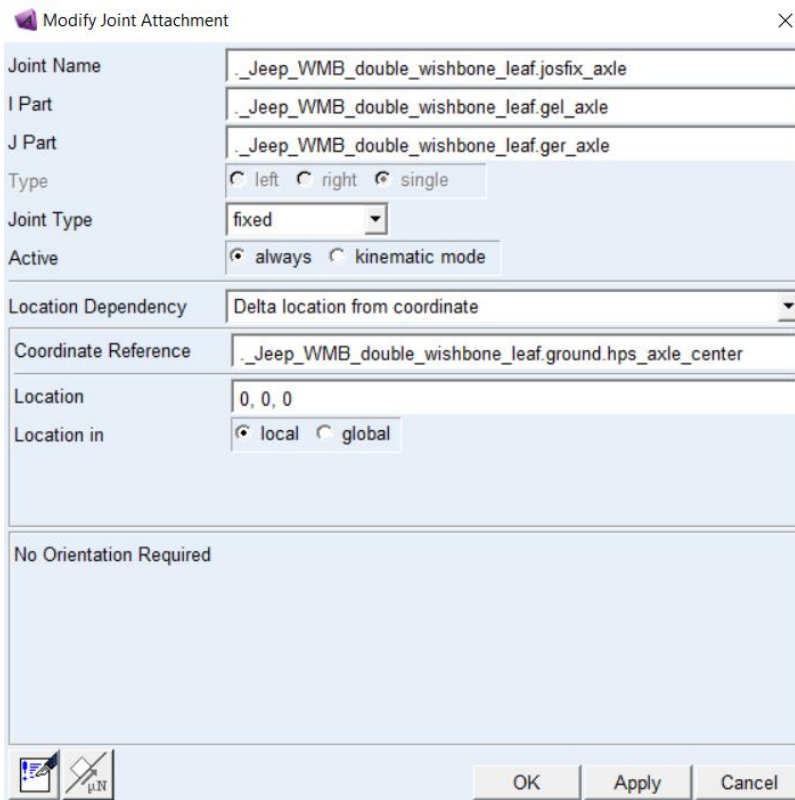 Modify Joint Attachment
Joint Name ._Jeep_WMB_double_wishbone_leaf.josfix_axle
I Part ._Jeep_WMB_double_wishbone_leaf.gel_axle
J Part ._Jeep_WMB_double_wishbone_leaf.ger_axle
Type left right single
Joint Type fixed
Active always kinematic mode
Location Dependency Delta location from coordinate
Coordinate Reference ._Jeep_WMB_double_wishbone_leaf.ground.hps_axle_center
Location 0, 0, 0
Location in local global
No Orientation Required
μN
OK Apply Cancel